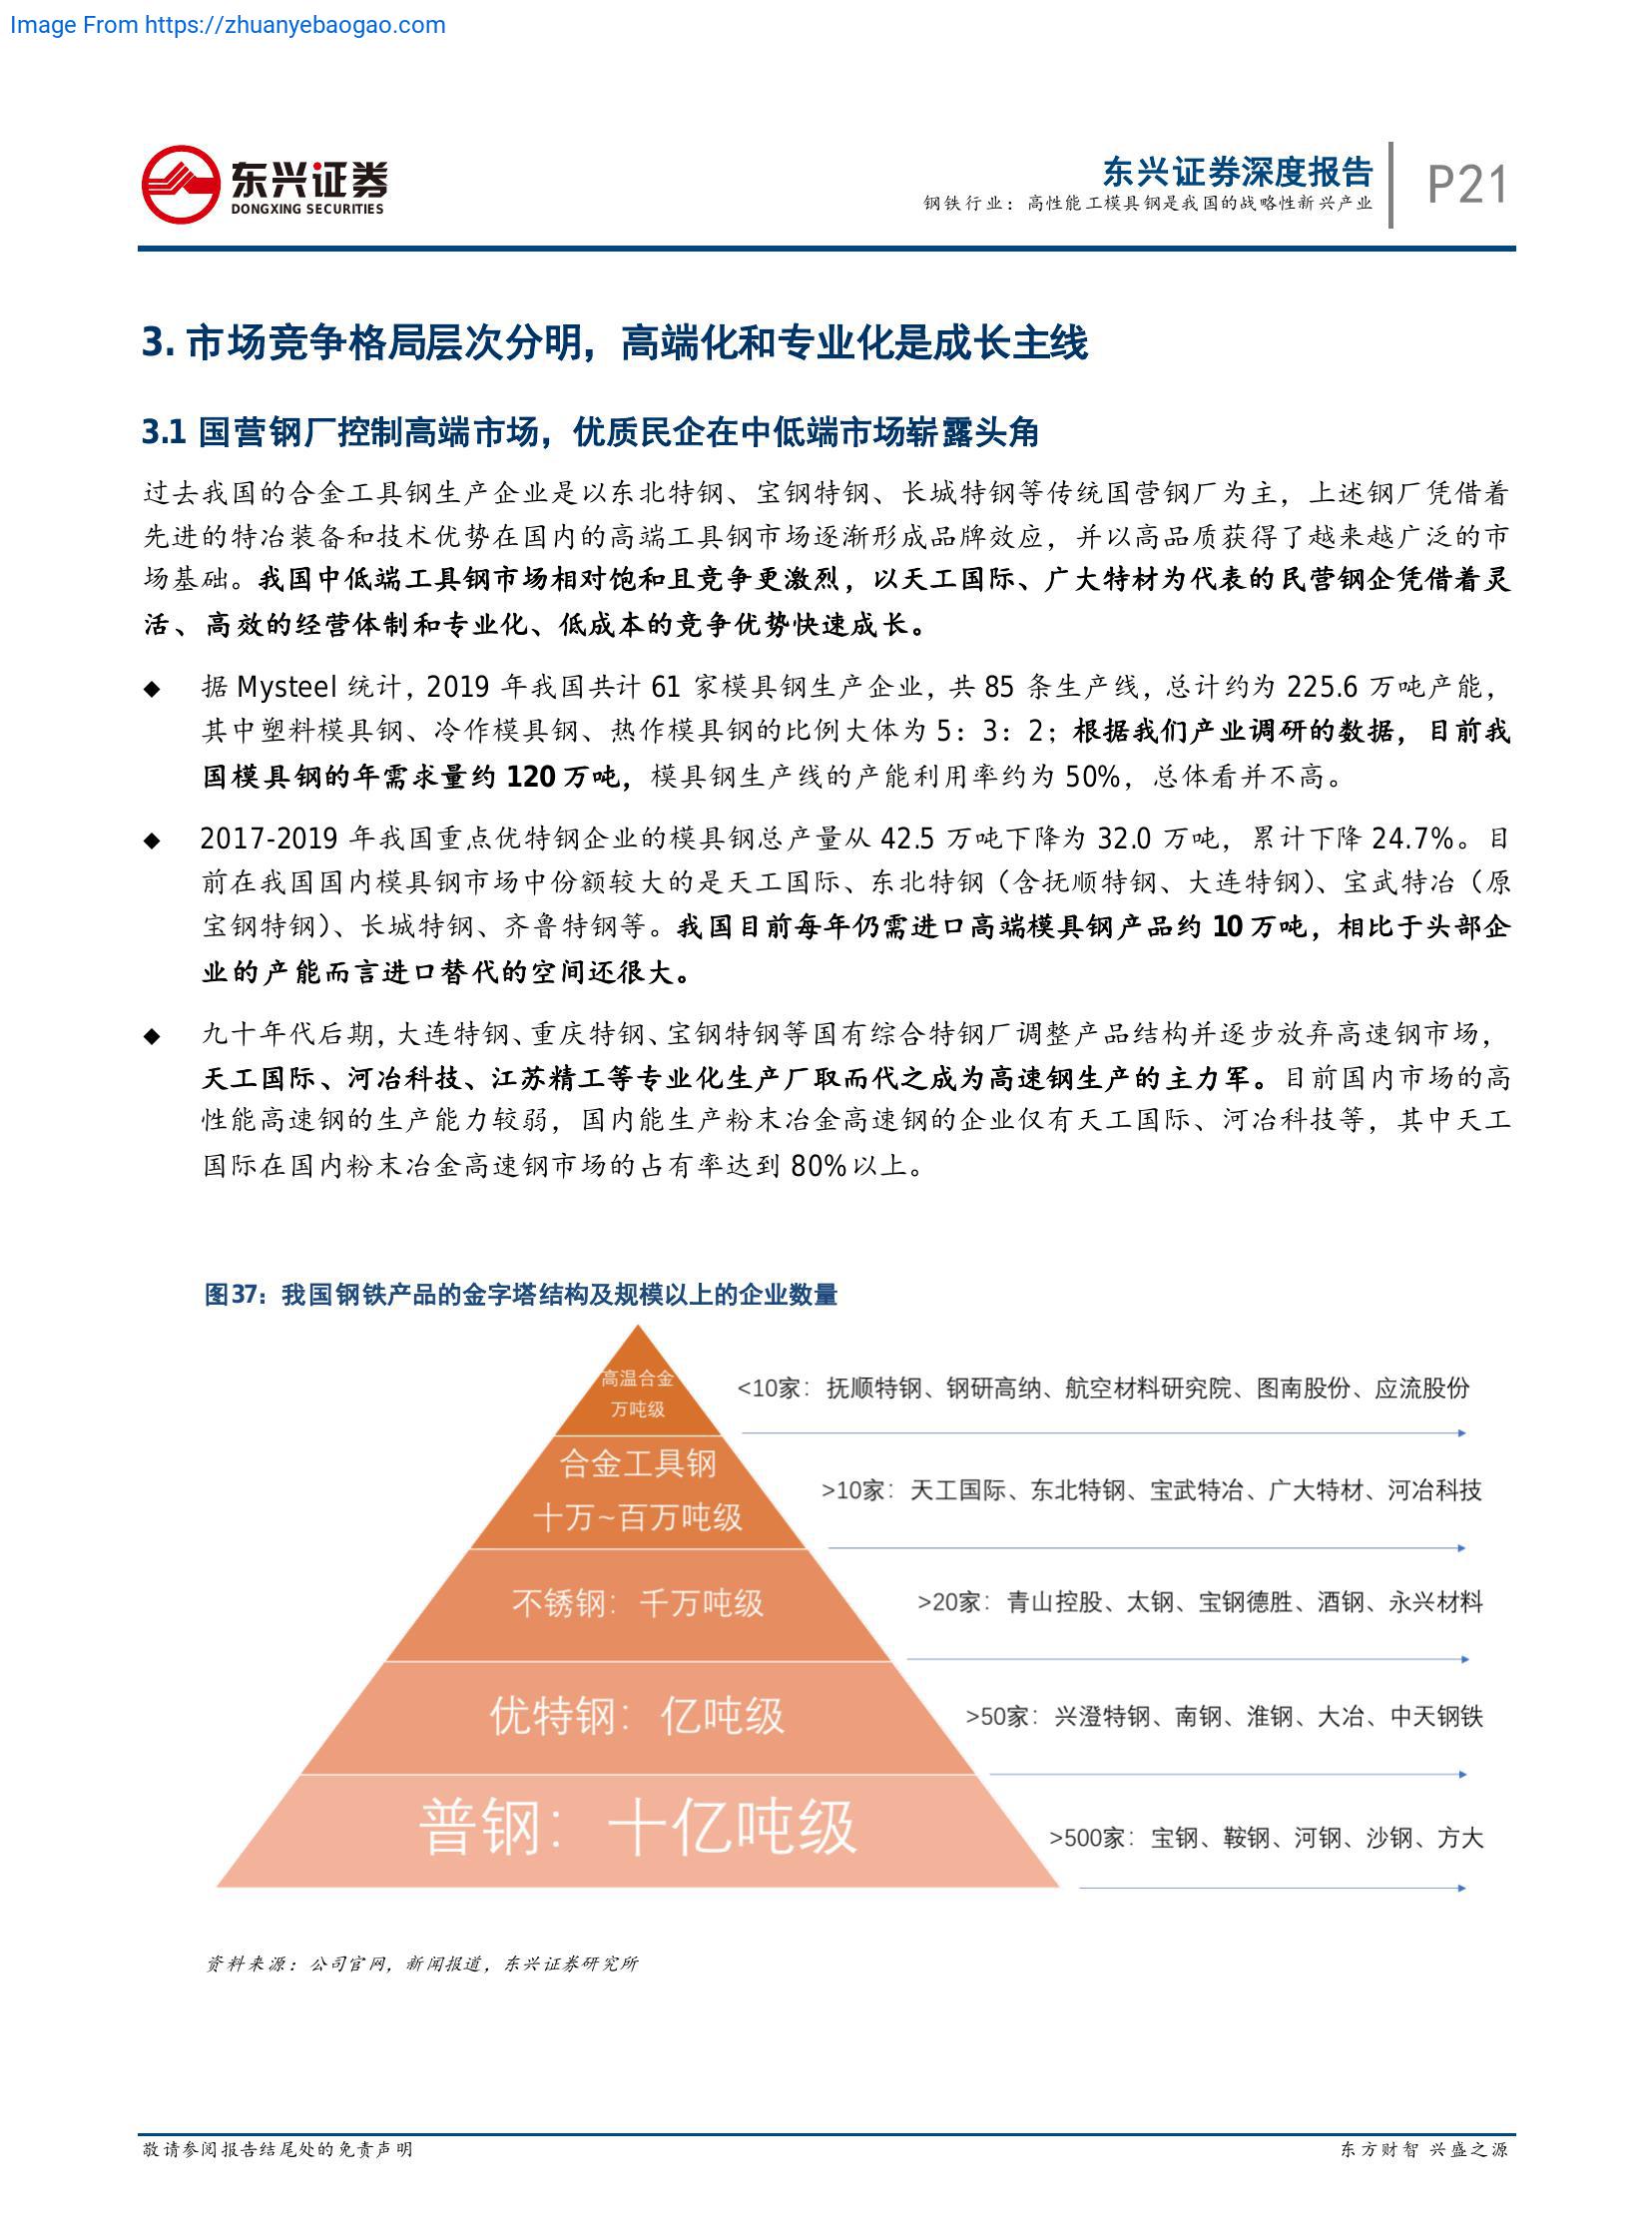 Image From https://zhuanyebaogao.com
东兴证券
DONGXING SECURITIES
东兴证券深度报告
钢铁行业：高性能工模具钢是我国的战略性新兴产业
P21
3. 市场竞争格局层次分明，高端化和专业化是成长主线
3.1 国营钢厂控制高端市场，优质民企在中低端市场崭露头角
过去我国的合金工具钢生产企业是以东北特钢、宝钢特钢、长城特钢等传统国营钢厂为主，上述钢厂凭借着
先进的特冶装备和技术优势在国内的高端工具钢市场逐渐形成品牌效应，并以高品质获得了越来越广泛的市
场基础。我国中低端工具钢市场相对饱和且竞争更激烈，以天工国际、广大特材为代表的民营钢企凭借着灵
活、高效的经营体制和专业化、低成本的竞争优势快速成长。
◆ 据 Mysteel 统计，2019 年我国共计 61 家模具钢生产企业，共 85 条生产线，总计约为 225.6 万吨产能，
其中塑料模具钢、冷作模具钢、热作模具钢的比例大体为 5：3：2；根据我们产业调研的数据，目前我
国模具钢的年需求量约 120 万吨，模具钢生产线的产能利用率约为 50%，总体看并不高。
◆ 2017-2019 年我国重点优特钢企业的模具钢总产量从 42.5 万吨下降为 32.0 万吨，累计下降 24.7%。目
前在我国国内模具钢市场中份额较大的是天工国际、东北特钢（含抚顺特钢、大连特钢）、宝武特冶（原
宝钢特钢）、长城特钢、齐鲁特钢等。我国目前每年仍需进口高端模具钢产品约 10 万吨，相比于头部企
业的产能而言进口替代的空间还很大。
◆ 九十年代后期，大连特钢、重庆特钢、宝钢特钢等国有综合特钢厂调整产品结构并逐步放弃高速钢市场，
天工国际、河冶科技、江苏精工等专业化生产厂取而代之成为高速钢生产的主力军。目前国内市场的高
性能高速钢的生产能力较弱，国内能生产粉末冶金高速钢的企业仅有天工国际、河冶科技等，其中天工
国际在国内粉末冶金高速钢市场的占有率达到 80%以上。
图37：我国钢铁产品的金字塔结构及规模以上的企业数量
高温合金
万吨级
<10家：抚顺特钢、钢研高纳、航空材料研究院、图南股份、应流股份
合金工具钢
十万~百万吨级
>10家：天工国际、东北特钢、宝武特冶、广大特材、河冶科技
不锈钢：千万吨级
>20家：青山控股、太钢、宝钢德胜、酒钢、永兴材料
优特钢：亿吨级
>50家：兴澄特钢、南钢、淮钢、大冶、中天钢铁
普钢：十亿吨级
>500家：宝钢、鞍钢、河钢、沙钢、方大
资料来源：公司官网，新闻报道，东兴证券研究所
敬请参阅报告结尾处的免责声明
东方财智 兴盛之源